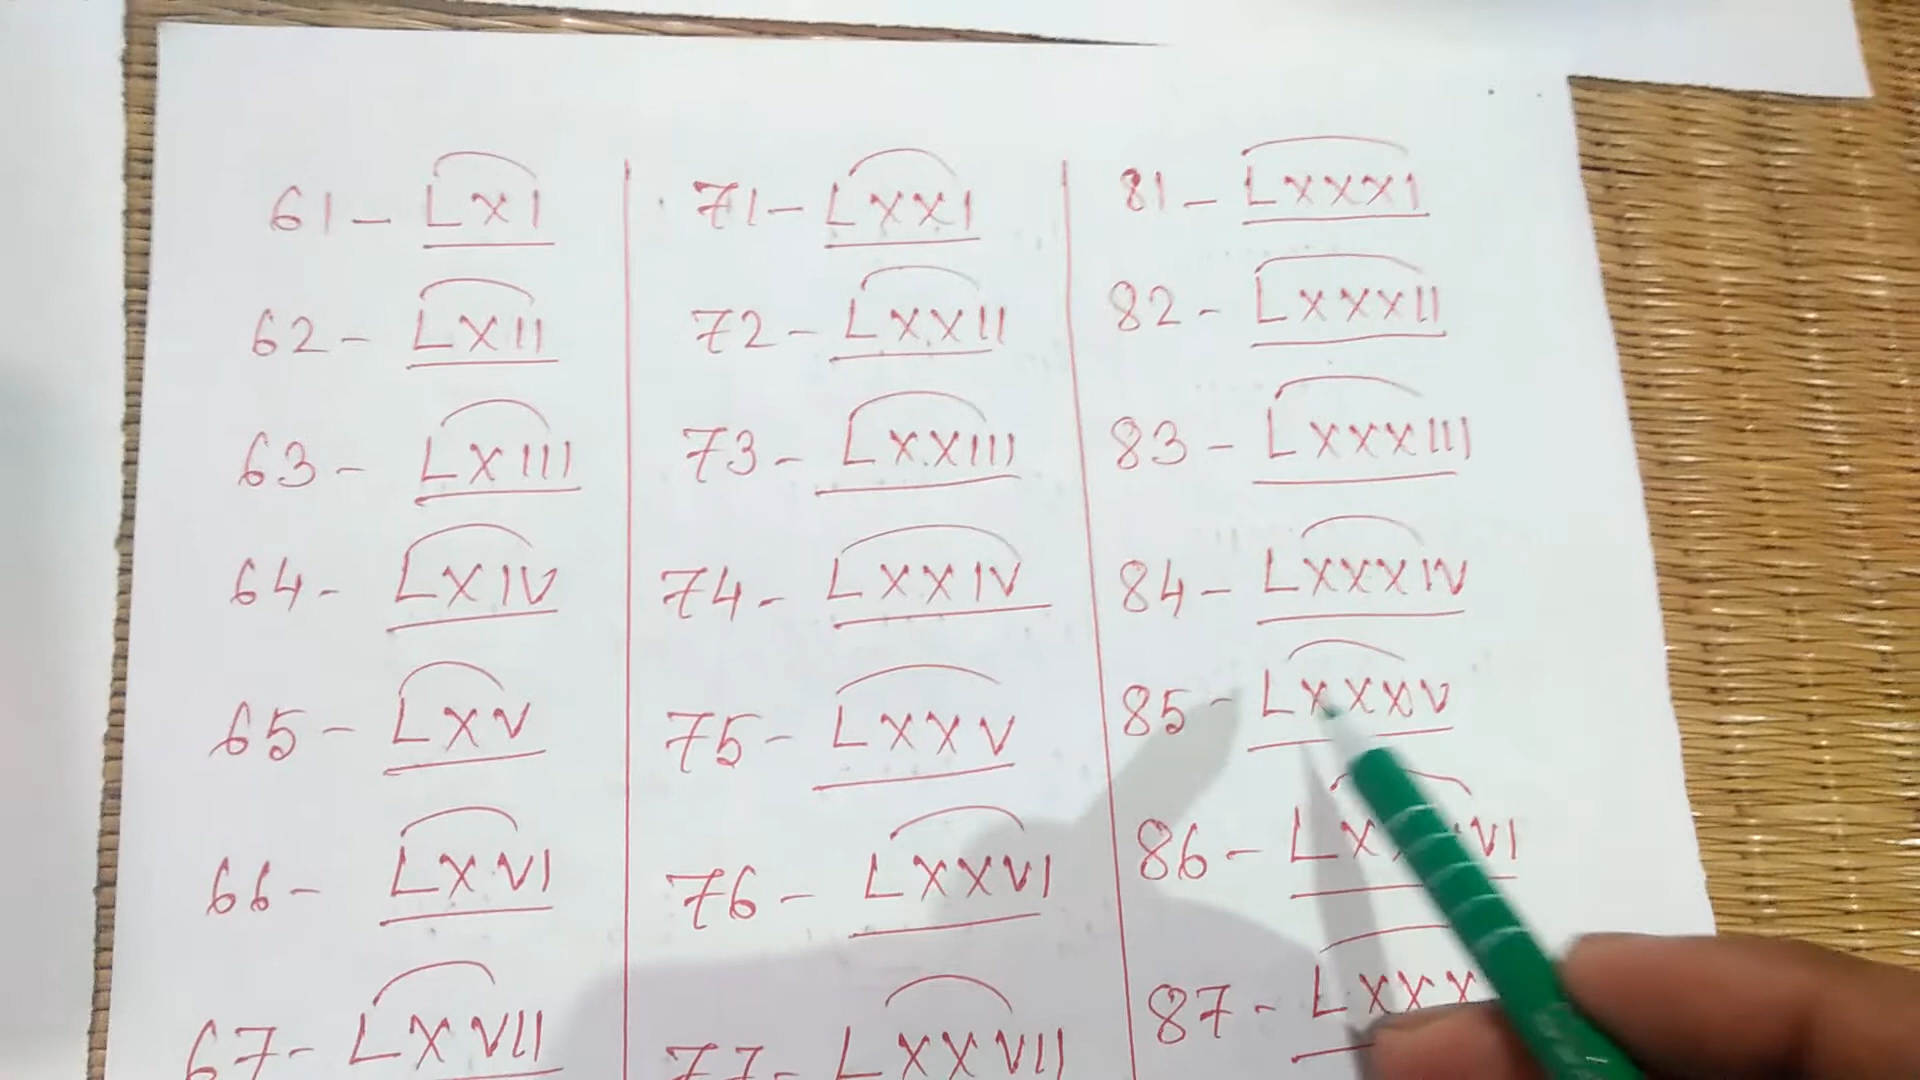 61- LXI
62- LXII
63- LXIII
64- LXIV
65- LXV
66- LXVI
67- LXVII
71- LXXI
72- LXXII
73- LXXIII
74- LXXIV
75- LXXV
76- LXXVI
77- LXXVII
81- LXXXI
82- LXXXII
83- LXXXIII
84- LXXXIV
85- LXXXV
86-
87-